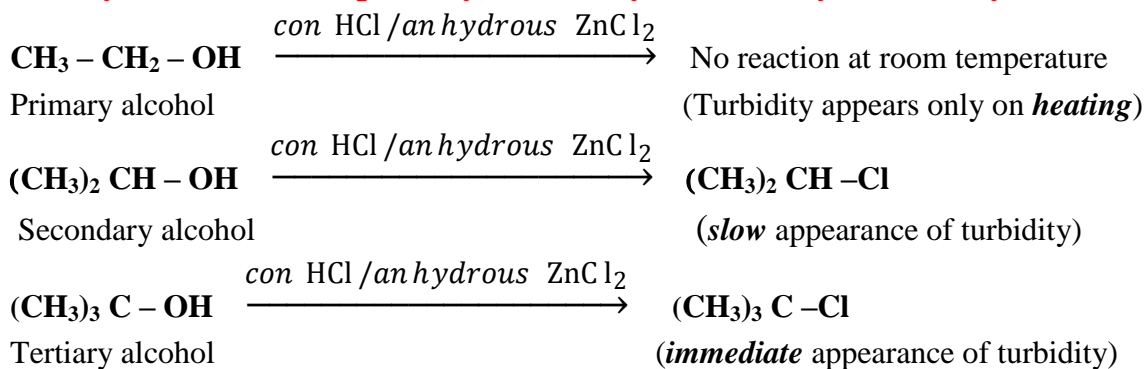 con HCl/anhydrous ZnCl₂
CH₃ – CH₂ – OH ⟶ No reaction at room temperature
Primary alcohol (Turbidity appears only on heating)
con HCl/anhydrous ZnCl₂
(CH₃)₂ CH – OH ⟶ (CH₃)₂ CH –Cl
Secondary alcohol (slow appearance of turbidity)
con HCl/anhydrous ZnCl₂
(CH₃)₃ C – OH ⟶ (CH₃)₃ C –Cl
Tertiary alcohol (immediate appearance of turbidity)